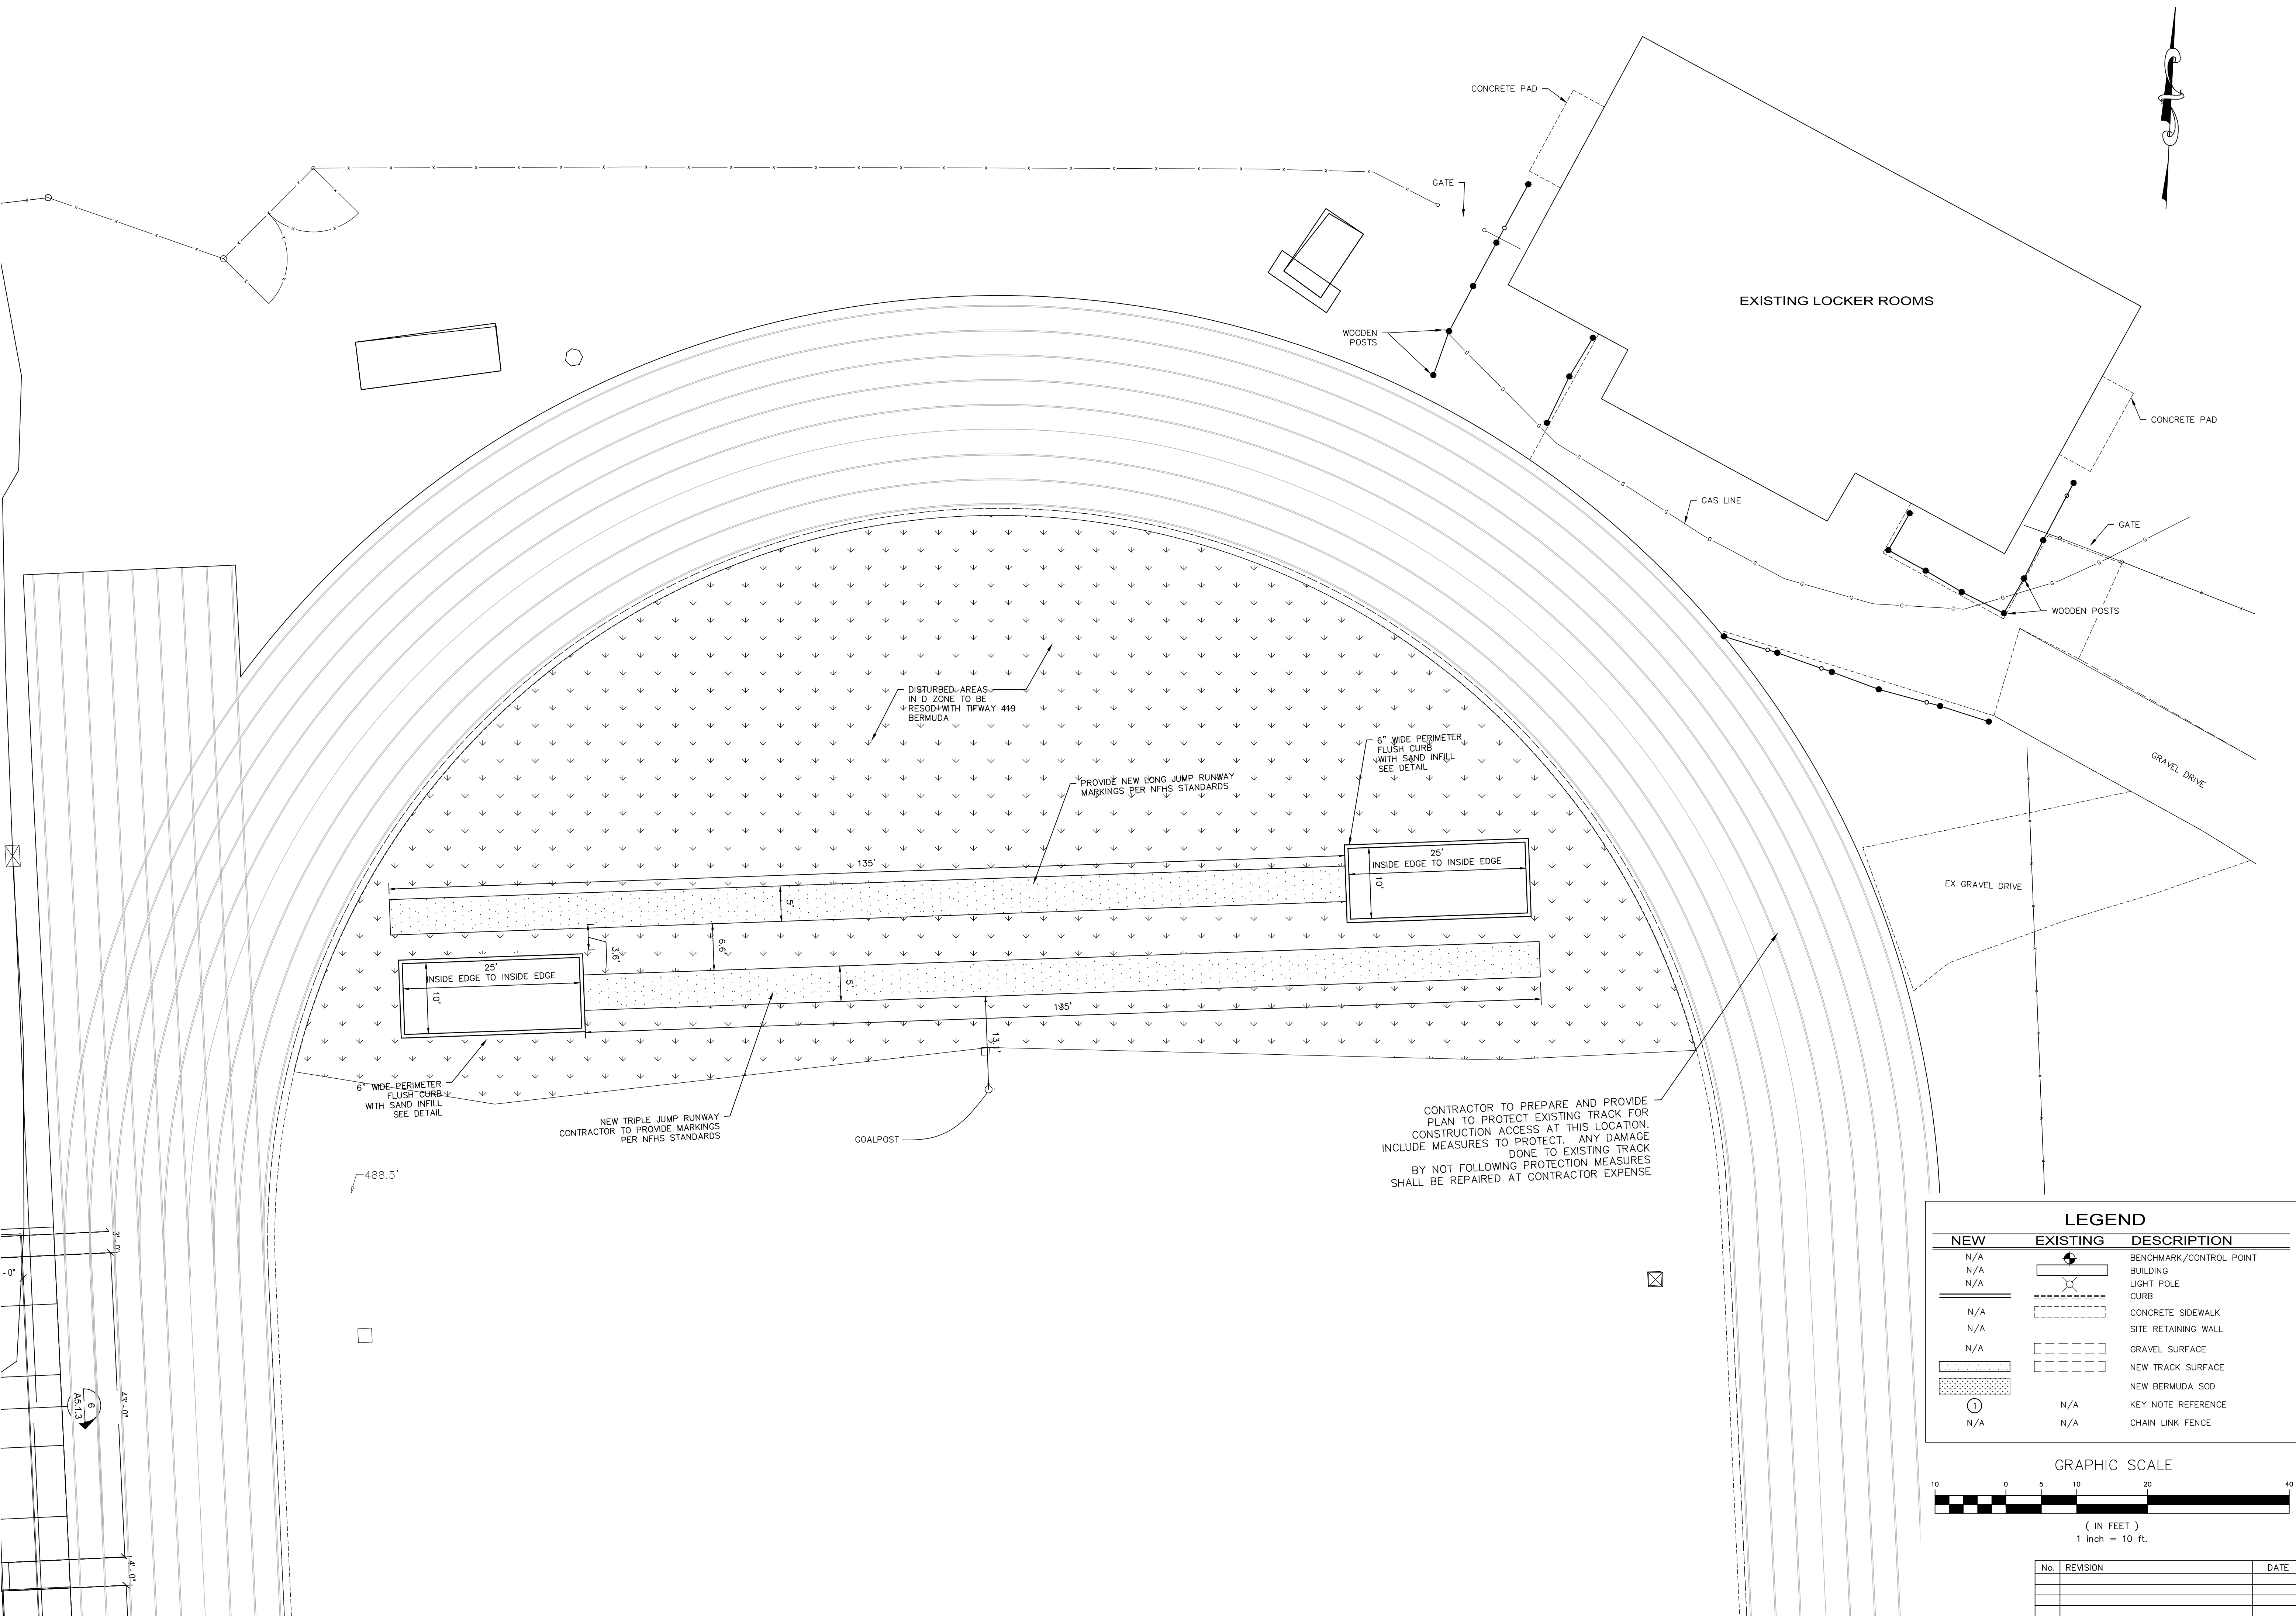 CONCRETE PAD
GATE
EXISTING LOCKER ROOMS
WOODEN
POSTS
CONCRETE PAD
GAS LINE
GATE
WOODEN POSTS
DISTURBED AREAS
IN D ZONE TO BE
RESOD WITH TIFWAY 419
BERMUDA
6" WIDE PERIMETER
FLUSH CURB
WITH SAND INFILL
SEE DETAIL
PROVIDE NEW LONG JUMP RUNWAY
MARKINGS PER NFHS STANDARDS
GRAVEL DRIVE
EX GRAVEL DRIVE
135'
25'
INSIDE EDGE TO INSIDE EDGE
10'
5'
3.6'
6.6'
25'
INSIDE EDGE TO INSIDE EDGE
10'
5'
135'
13.1'
6" WIDE PERIMETER
FLUSH CURB
WITH SAND INFILL
SEE DETAIL
NEW TRIPLE JUMP RUNWAY
CONTRACTOR TO PROVIDE MARKINGS
PER NFHS STANDARDS
GOALPOST
CONTRACTOR TO PREPARE AND PROVIDE
PLAN TO PROTECT EXISTING TRACK FOR
CONSTRUCTION ACCESS AT THIS LOCATION.
INCLUDE MEASURES TO PROTECT. ANY DAMAGE
DONE TO EXISTING TRACK
BY NOT FOLLOWING PROTECTION MEASURES
SHALL BE REPAIRED AT CONTRACTOR EXPENSE
488.5'
3'-0"
-0"
43'-0"
6
A5.1.3
4'-0"
LEGEND
NEW EXISTING DESCRIPTION
N/A BENCHMARK/CONTROL POINT
N/A BUILDING
N/A LIGHT POLE
CURB
N/A CONCRETE SIDEWALK
N/A SITE RETAINING WALL
N/A GRAVEL SURFACE
NEW TRACK SURFACE
NEW BERMUDA SOD
1 N/A KEY NOTE REFERENCE
N/A N/A CHAIN LINK FENCE
GRAPHIC SCALE
10 0 5 10 20 40
( IN FEET )
1 inch = 10 ft.
No. REVISION DATE